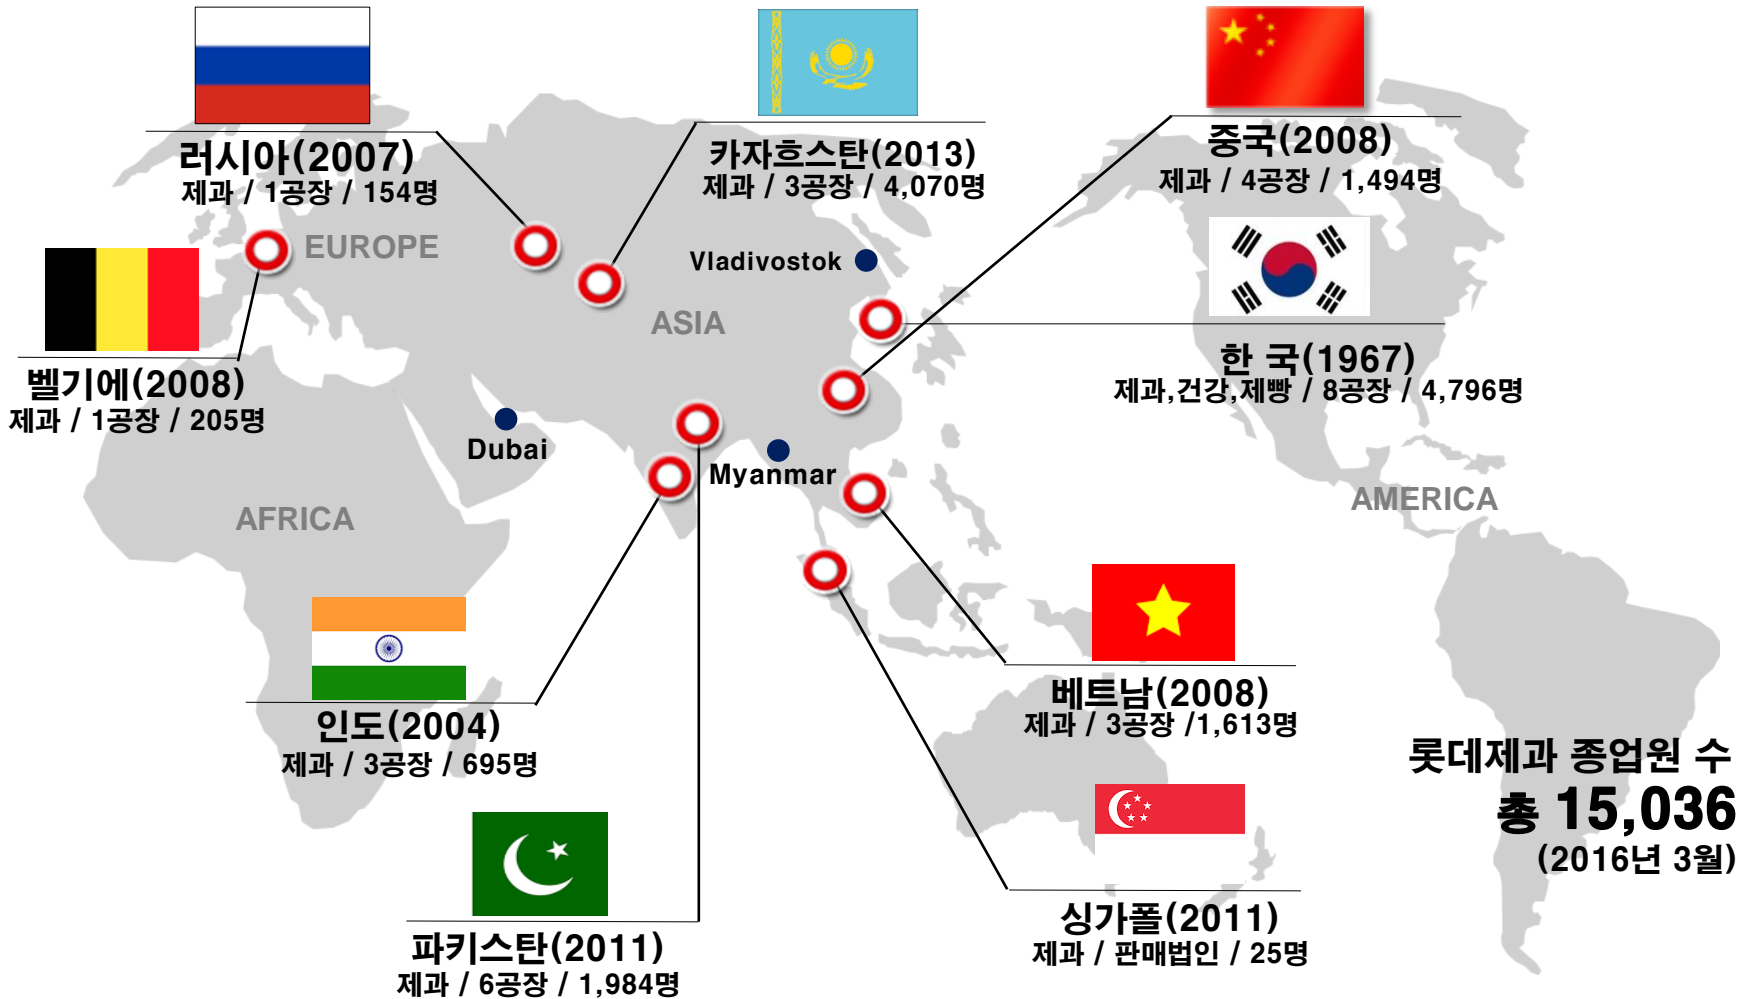 러시아(2007)
제과 / 1공장 / 154명
카자흐스탄(2013)
제과 / 3공장 / 4,070명
중국(2008)
제과 / 4공장 / 1,494명
EUROPE
Vladivostok
ASIA
한 국(1967)
제과,건강,제빵 / 8공장 / 4,796명
벨기에(2008)
제과 / 1공장 / 205명
Dubai
Myanmar
AFRICA
AMERICA
인도(2004)
제과 / 3공장 / 695명
베트남(2008)
제과 / 3공장 /1,613명
롯데제과 종업원 수
총 15,036
(2016년 3월)
싱가폴(2011)
제과 / 판매법인 / 25명
파키스탄(2011)
제과 / 6공장 / 1,984명